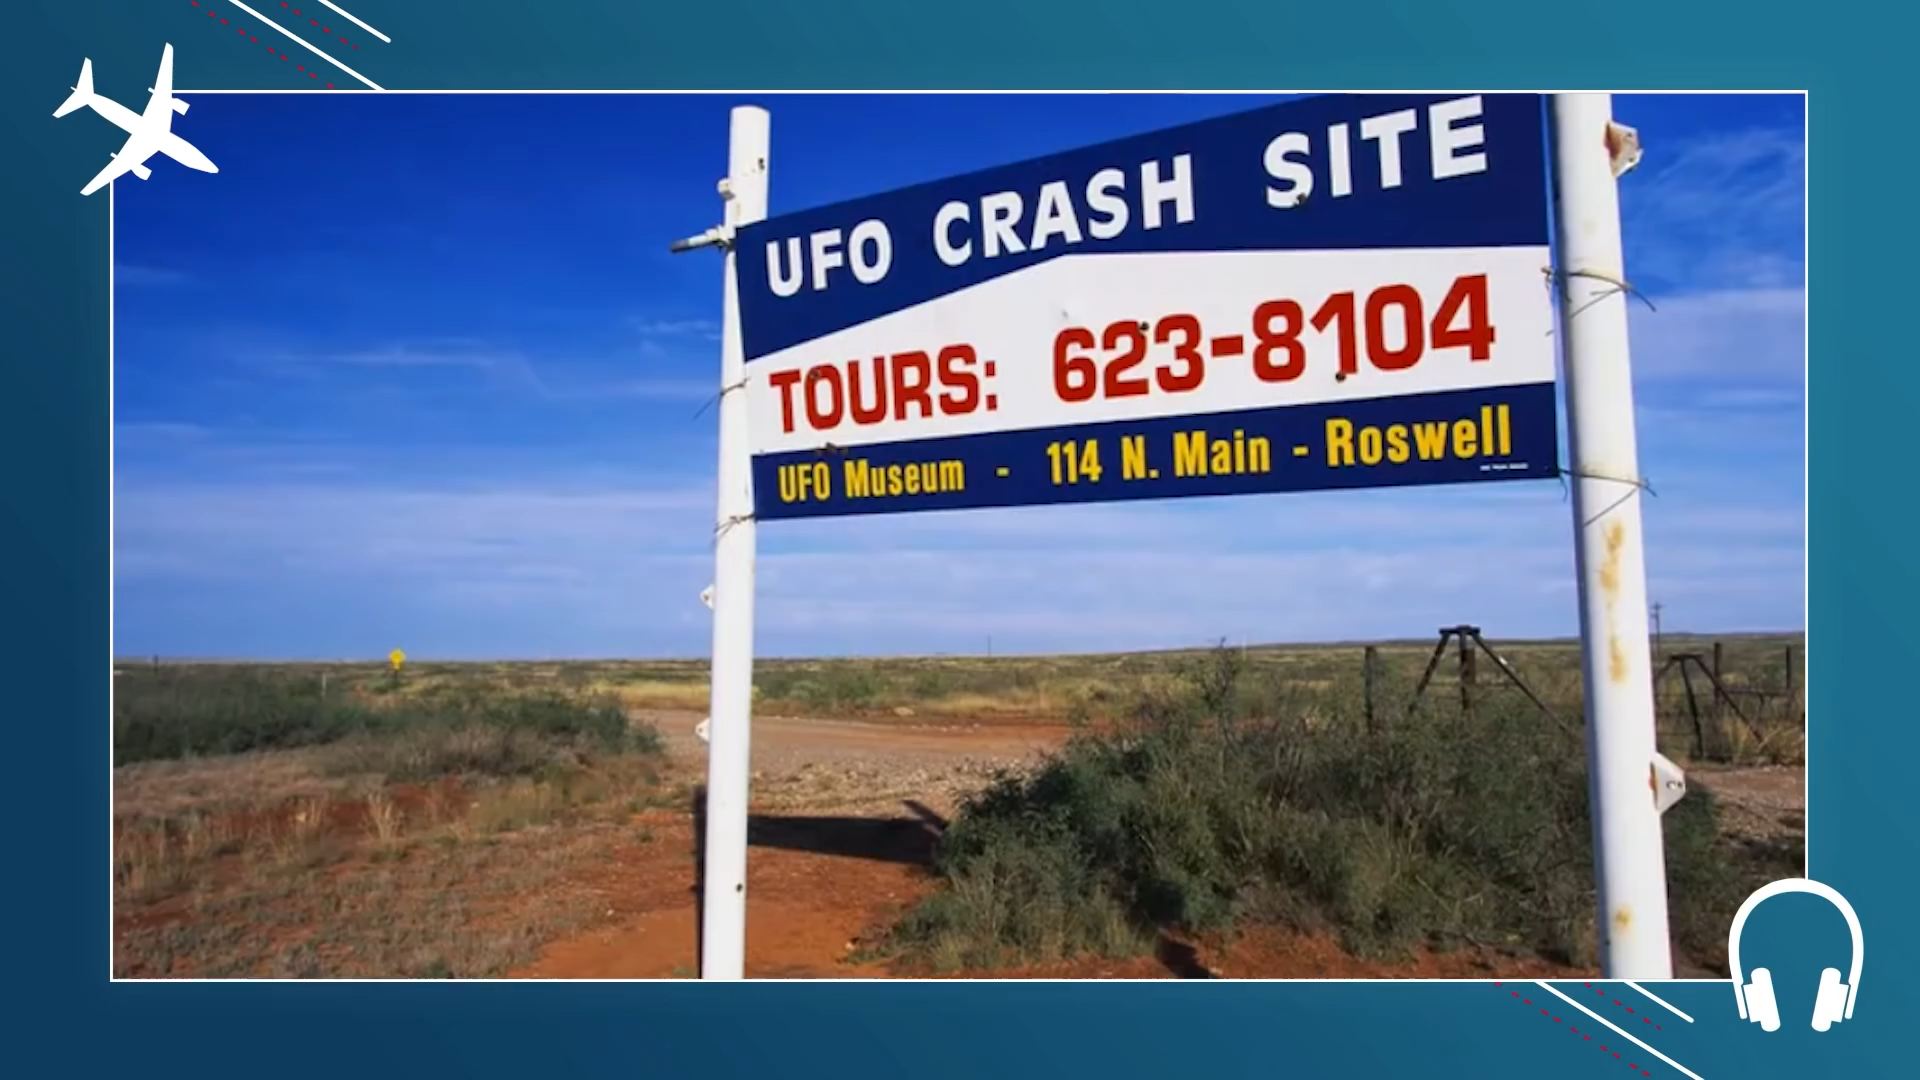 UFO CRASH SITE
TOURS: 623-8104
UFO Museum - 114 N. Main - Roswell